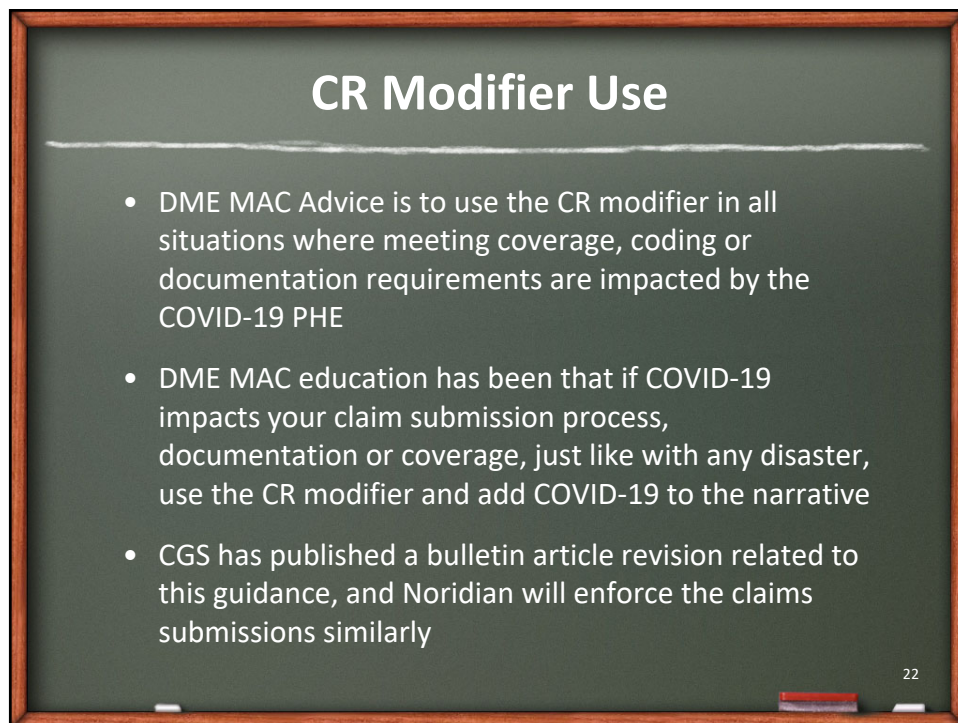 CR Modifier Use
• DME MAC Advice is to use the CR modifier in all
situations where meeting coverage, coding or
documentation requirements are impacted by the
COVID-19 PHE
• DME MAC education has been that if COVID-19
impacts your claim submission process,
documentation or coverage, just like with any disaster,
use the CR modifier and add COVID-19 to the narrative
• CGS has published a bulletin article revision related to
this guidance, and Noridian will enforce the claims
submissions similarly
22